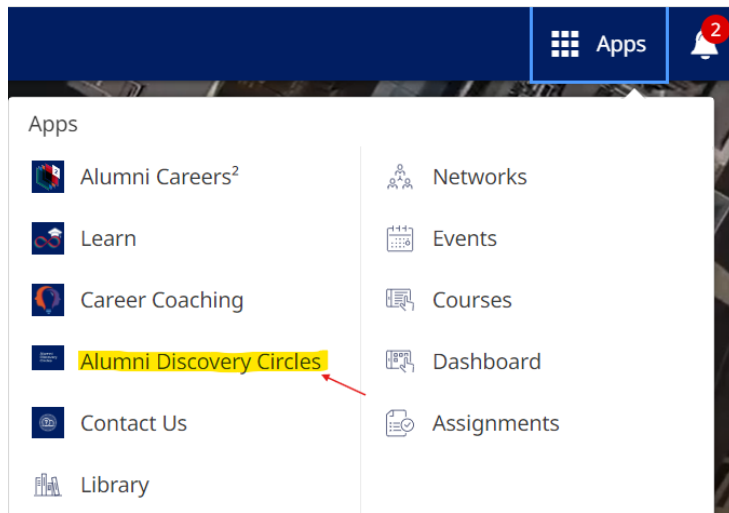 Apps
2
Apps
Alumni Careers²
Learn
Career Coaching
Alumni Discovery Circles
Contact Us
Library
Networks
Events
Courses
Dashboard
Assignments